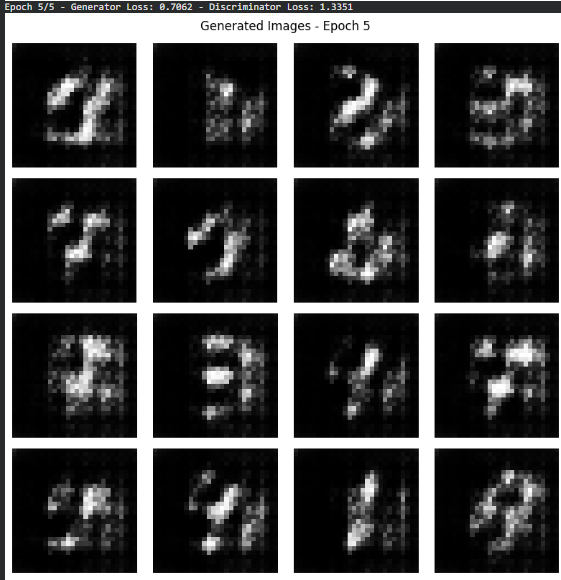 Epoch 5/5 - Generator Loss: 0.7062 - Discriminator Loss: 1.3351
Generated Images - Epoch 5